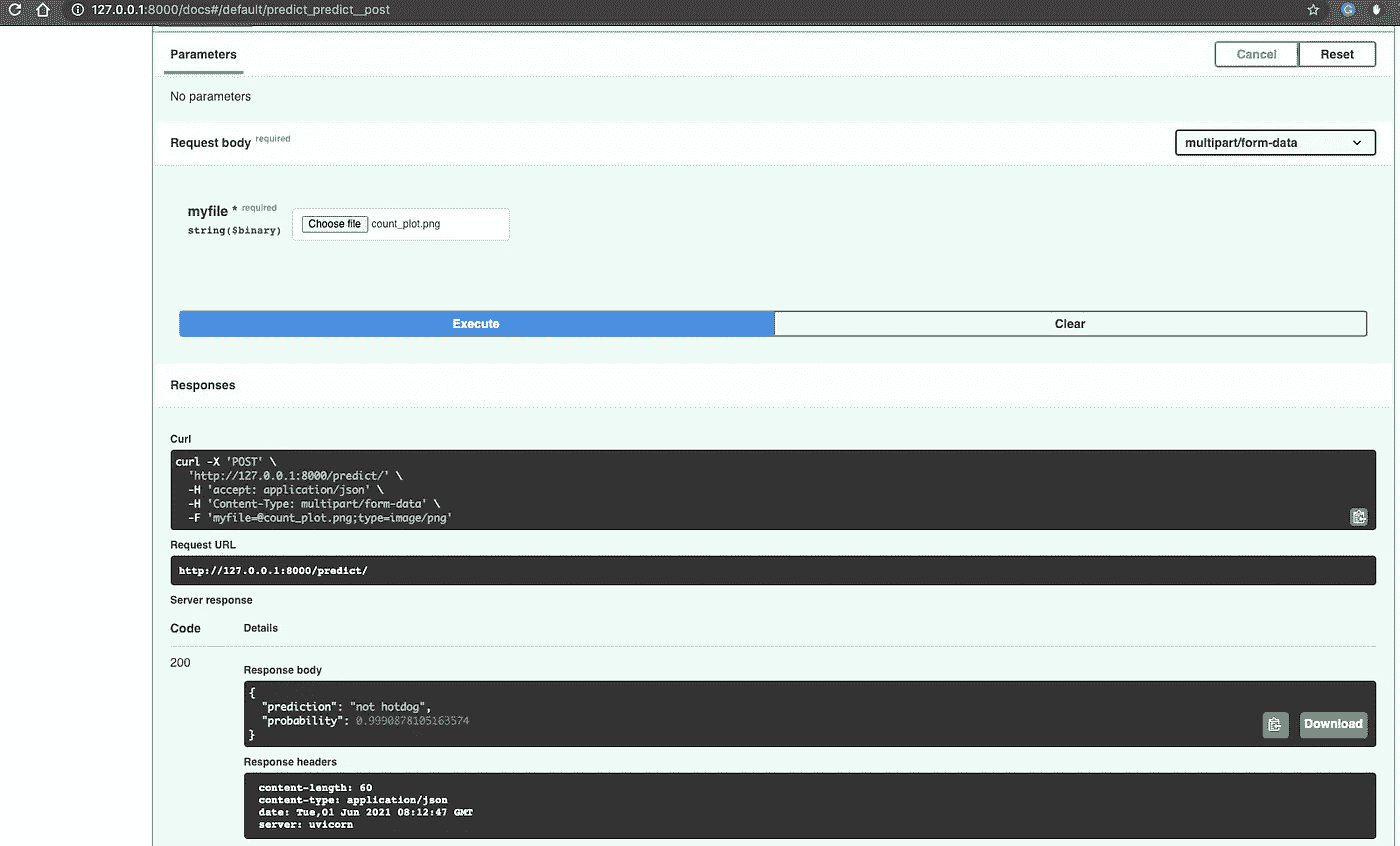 127.0.0.1:8000/docs#/default/predict_predict__post
Parameters
Cancel
Reset
No parameters
Request body required
multipart/form-data
myfile * required
string($binary)
Choose file count_plot.png
Execute
Clear
Responses
Curl
curl -X 'POST' \
'http://127.0.0.1:8000/predict/' \
-H 'accept: application/json' \
-H 'Content-Type: multipart/form-data' \
-F 'myfile=@count_plot.png;type=image/png'
Request URL
http://127.0.0.1:8000/predict/
Server response
Code Details
200
Response body
{
"prediction": "not hotdog",
"probability": 0.9990878105163574
}
Download
Response headers
content-length: 60
content-type: application/json
date: Tue,01 Jun 2021 08:12:47 GMT
server: uvicorn